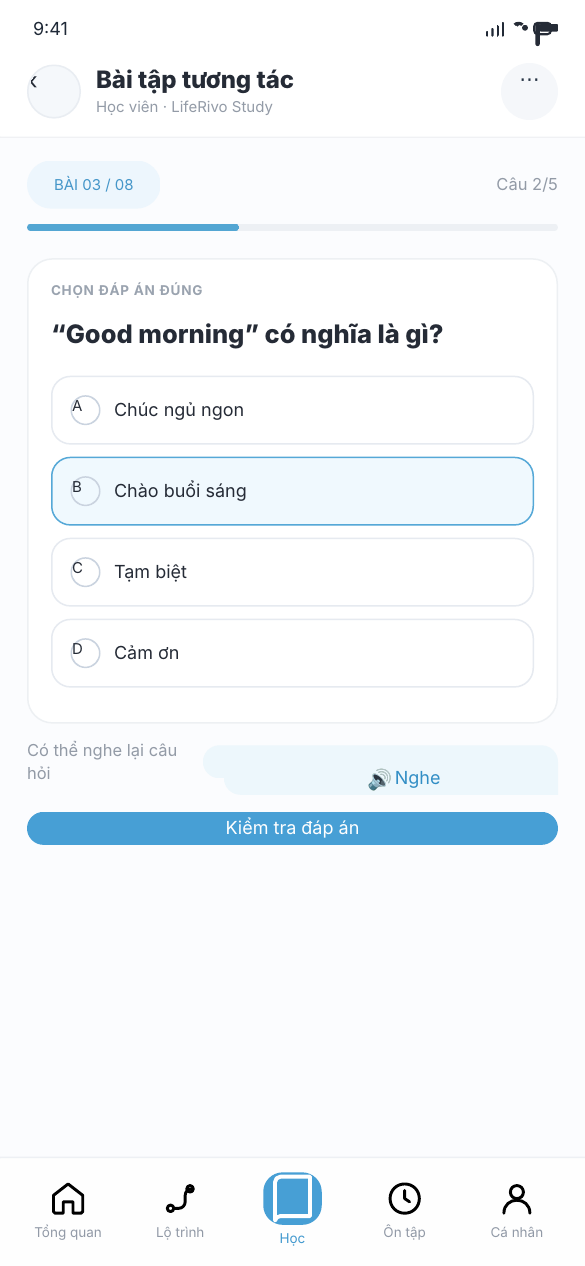 9:41
Bài tập tương tác
Học viên · LifeRivo Study
...
BÀI 03 / 08
Câu 2/5
CHỌN ĐÁP ÁN ĐÚNG
“Good morning” có nghĩa là gì?
A Chúc ngủ ngon
B Chào buổi sáng
C Tạm biệt
D Cảm ơn
Có thể nghe lại câu
hỏi
🔊 Nghe
Kiểm tra đáp án
Tổng quan
Lộ trình
Học
Ôn tập
Cá nhân